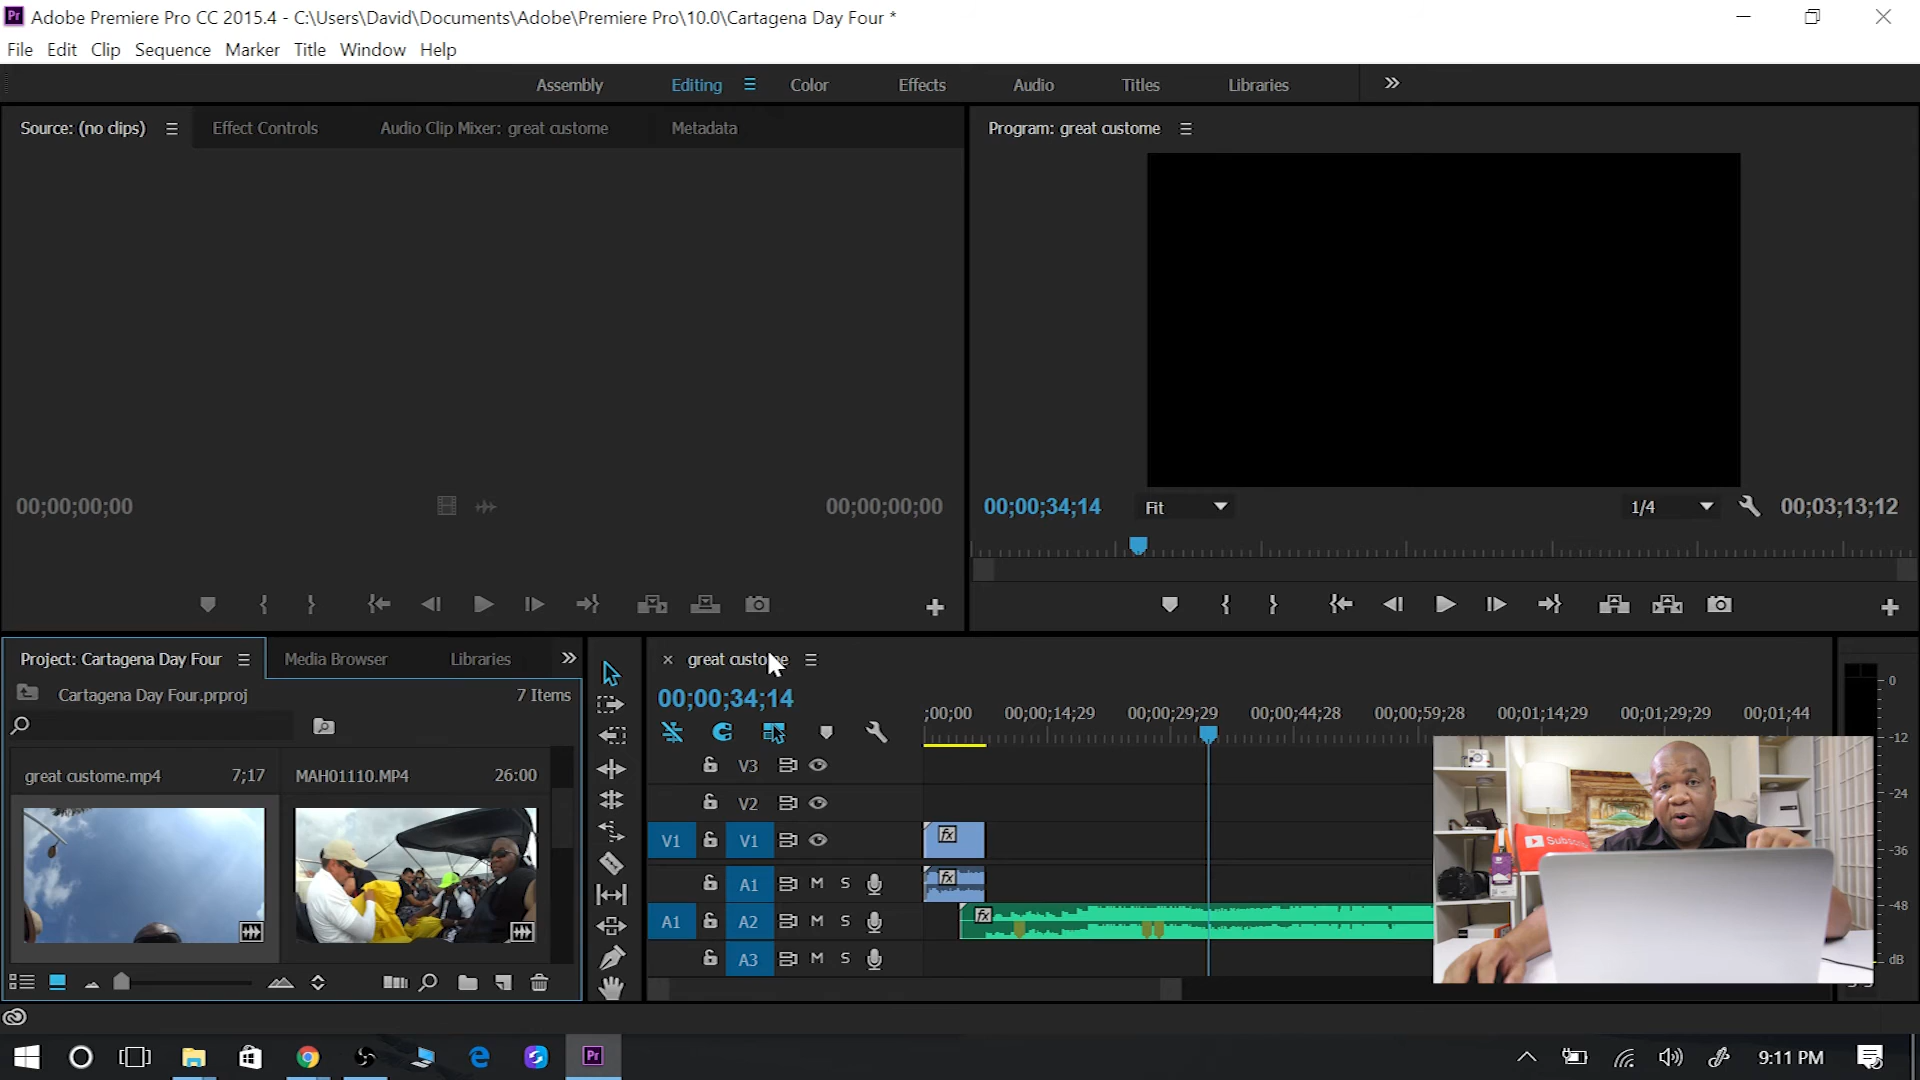 Adobe Premiere Pro CC 2015.4 - C:\Users\David\Documents\Adobe\Premiere Pro\10.0\Cartagena Day Four *
File Edit Clip Sequence Marker Title Window Help
Assembly Editing Color Effects Audio Titles Libraries
Source: (no clips) Effect Controls Audio Clip Mixer: great custome Metadata
Program: great custome
00;00;00;00 00;00;00;00
00;00;34;14 Fit 1/4 00;03;13;12
Project: Cartagena Day Four Media Browser Libraries
Cartagena Day Four.prproj 7 Items
great custome.mp4 7;17 MAH01110.MP4 26:00
great custome
00;00;34;14
;00;00 00;00;14;29 00;00;29;29 00;00;44;28 00;00;59;28 00;01;14;29 00;01;29;29 00;01;44
V3
V2
V1 V1 fx
A1 M S fx
A1 A2 M S fx
A3 M S
0
-12
-24
-36
-48
dB
Subscribe
Pr 9:11 PM